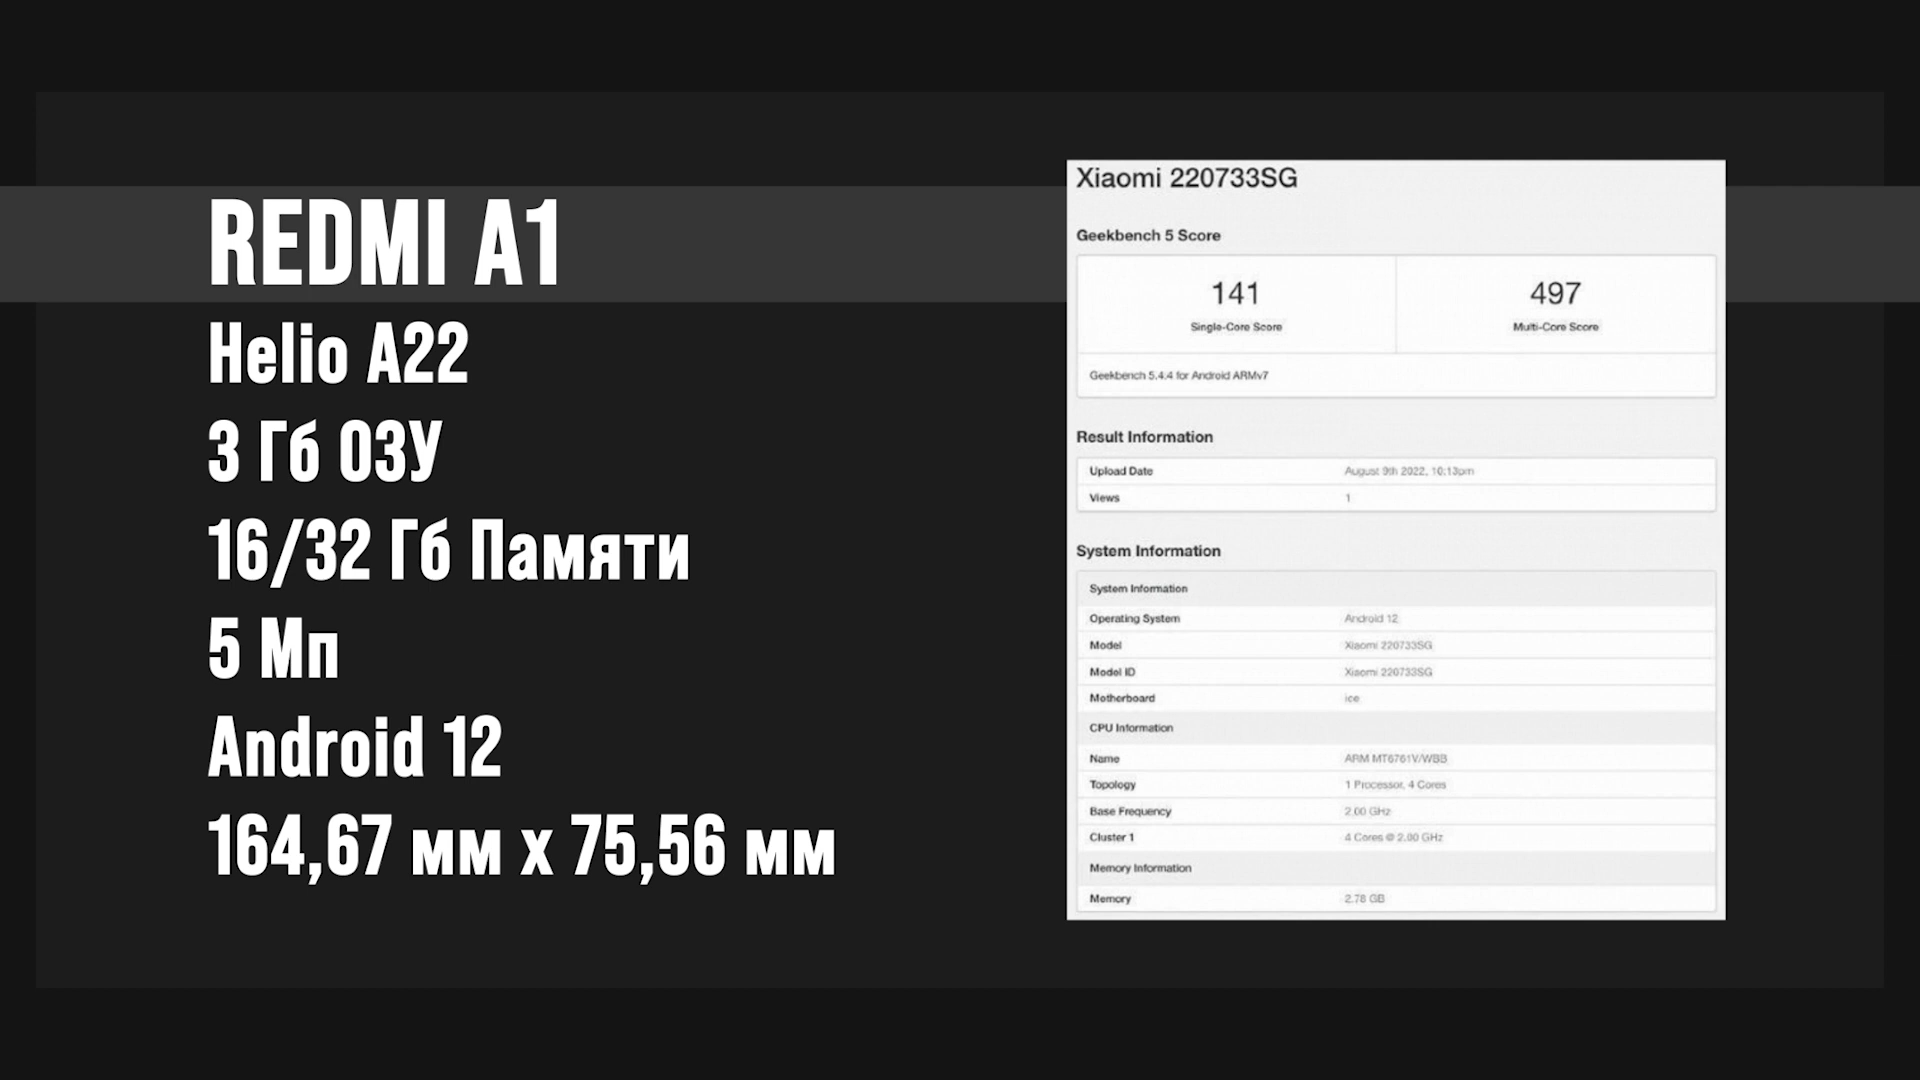 REDMI A1
Helio A22
3 Гб ОЗУ
16/32 Гб Памяти
5 Мп
Android 12
164,67 мм x 75,56 мм
Xiaomi 220733SG
Geekbench 5 Score
141 497
Single-Core Score Multi-Core Score
Geekbench 5.4.4 for Android ARMv7
Result Information
Upload Date August 9th 2022, 10:13pm
Views 1
System Information
System Information
Operating System Android 12
Model Xiaomi 220733SG
Model ID Xiaomi 220733SG
Motherboard ice
CPU Information
Name ARM MT6761V/WBB
Topology 1 Processor, 4 Cores
Base Frequency 2.00 GHz
Cluster 1 4 Cores @ 2.00 GHz
Memory Information
Memory 2.78 GB